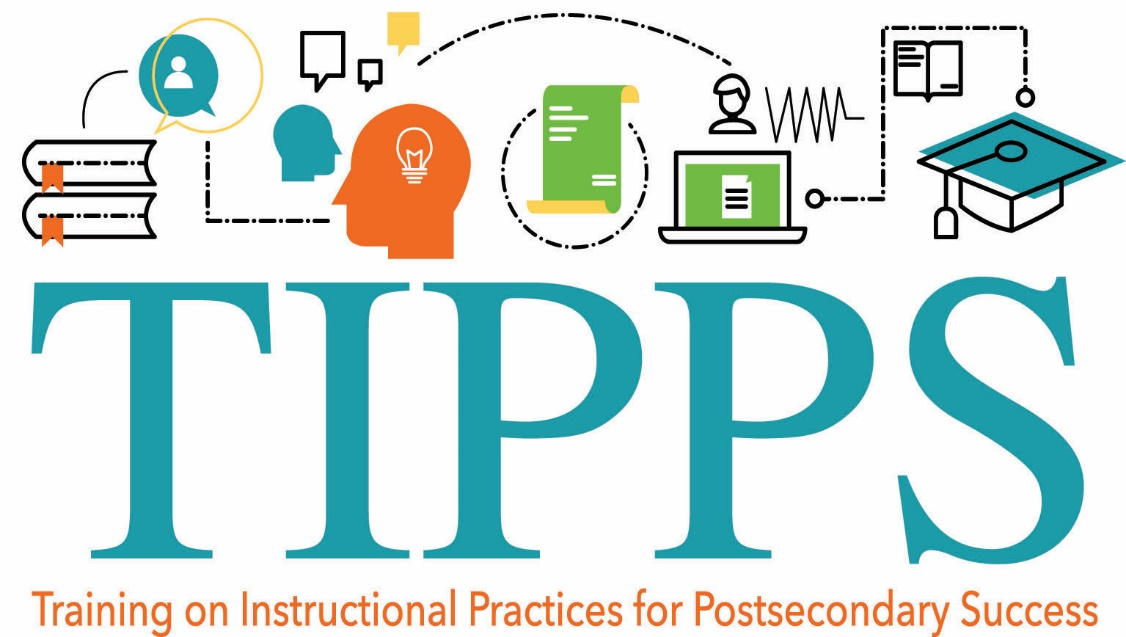 TIPPS
Training on Instructional Practices for Postsecondary Success